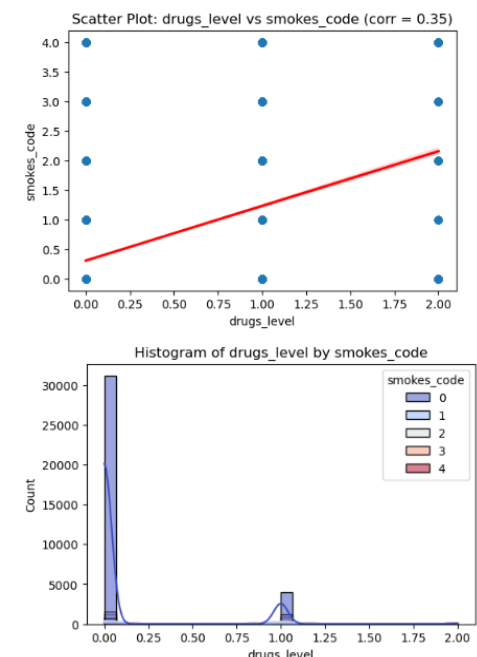 Scatter Plot: drugs_level vs smokes_code (corr = 0.35)
4.0
3.5
3.0
2.5
2.0
1.5
1.0
0.5
0.0
smokes_code
0.00 0.25 0.50 0.75 1.00 1.25 1.50 1.75 2.00
drugs_level
Histogram of drugs_level by smokes_code
smokes_code
0
1
2
3
4
30000
25000
20000
15000
10000
5000
0
Count
0.00 0.25 0.50 0.75 1.00 1.25 1.50 1.75 2.00
drugs_level